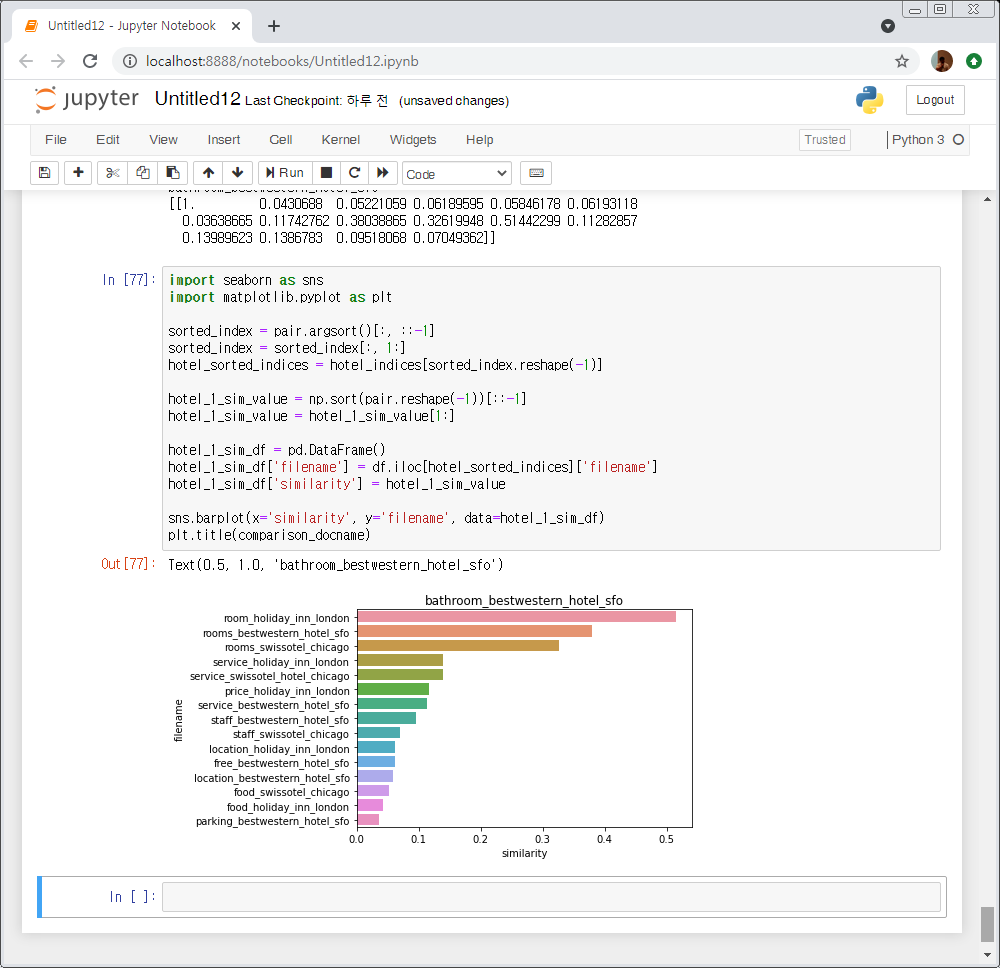 Untitled12 - Jupyter Notebook
localhost:8888/notebooks/Untitled12.ipynb
jupyter Untitled12 Last Checkpoint: 하루 전 (unsaved changes)
Logout
File Edit View Insert Cell Kernel Widgets Help
Trusted
Python 3
Run
Code
bathroom_bestwestern_hotel_sfo
[[1. 0.0430688 0.05221059 0.06189595 0.05846178 0.06193118
0.03638665 0.11742762 0.38038865 0.32619948 0.51442299 0.11282857
0.13989623 0.1386783 0.09518068 0.07049362]]
In [77]:
import seaborn as sns
import matplotlib.pyplot as plt
sorted_index = pair.argsort()[:, ::-1]
sorted_index = sorted_index[:, 1:]
hotel_sorted_indices = hotel_indices[sorted_index.reshape(-1)]
hotel_1_sim_value = np.sort(pair.reshape(-1))[::-1]
hotel_1_sim_value = hotel_1_sim_value[1:]
hotel_1_sim_df = pd.DataFrame()
hotel_1_sim_df['filename'] = df.iloc[hotel_sorted_indices]['filename']
hotel_1_sim_df['similarity'] = hotel_1_sim_value
sns.barplot(x='similarity', y='filename', data=hotel_1_sim_df)
plt.title(comparison_docname)
Out[77]: Text(0.5, 1.0, 'bathroom_bestwestern_hotel_sfo')
bathroom_bestwestern_hotel_sfo
filename
room_holiday_inn_london
rooms_bestwestern_hotel_sfo
rooms_swissotel_chicago
service_holiday_inn_london
service_swissotel_hotel_chicago
price_holiday_inn_london
service_bestwestern_hotel_sfo
staff_bestwestern_hotel_sfo
staff_swissotel_chicago
location_holiday_inn_london
free_bestwestern_hotel_sfo
location_bestwestern_hotel_sfo
food_swissotel_chicago
food_holiday_inn_london
parking_bestwestern_hotel_sfo
0.0 0.1 0.2 0.3 0.4 0.5
similarity
In [ ]: